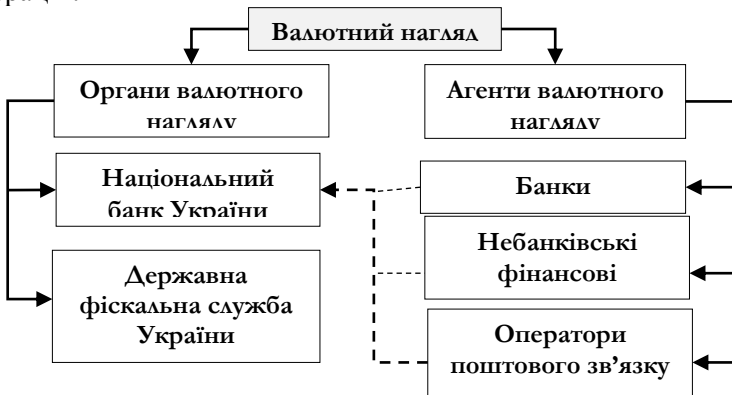 Валютний нагляд
Органи валютного
нагляду
Агенти валютного
нагляду
Національний
банк України
Банки
Небанківські
фінансові
Державна
фіскальна служба
України
Оператори
поштового зв’язку